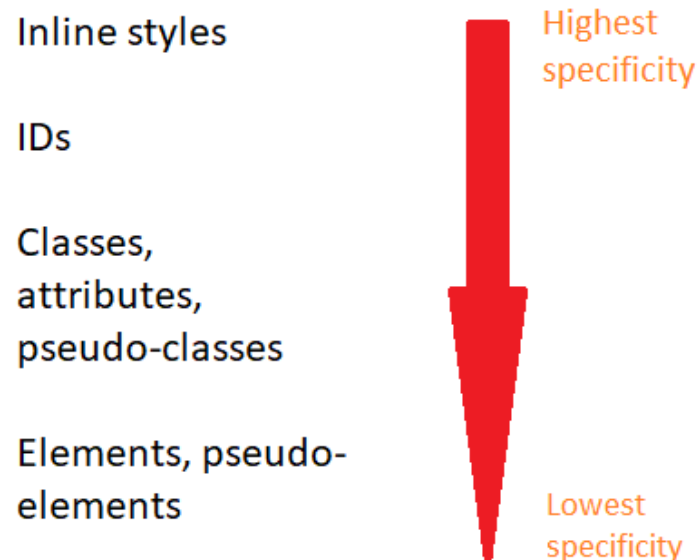 Inline styles
Highest
specificity
IDs
Classes,
attributes,
pseudo-classes
Elements, pseudo-
elements
Lowest
specificity